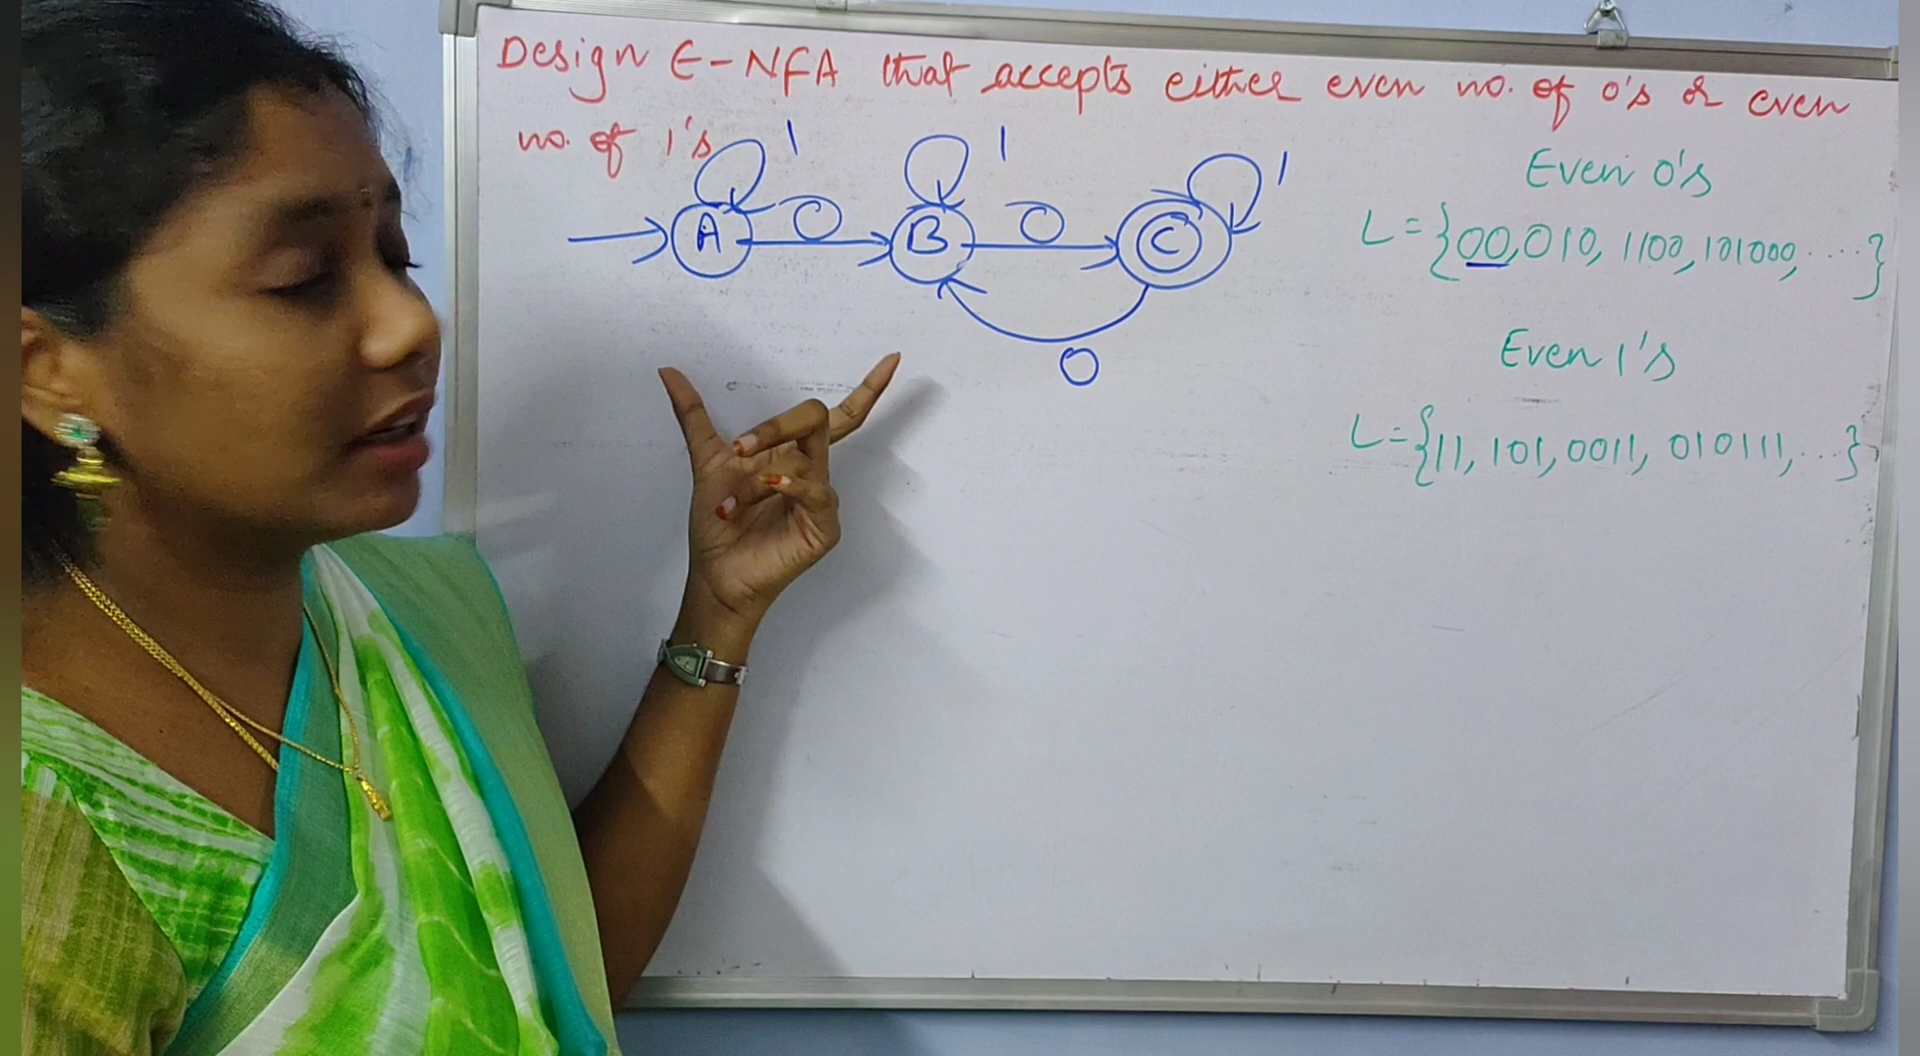 Design ε-NFA that accepts either even no. of 0's or even
no. of 1's
1 1 1
A 0 B 0 C
0
Even 0's
L={00,010, 1100,101000,....}
Even 1's
L={11, 101,0011, 010111,...}